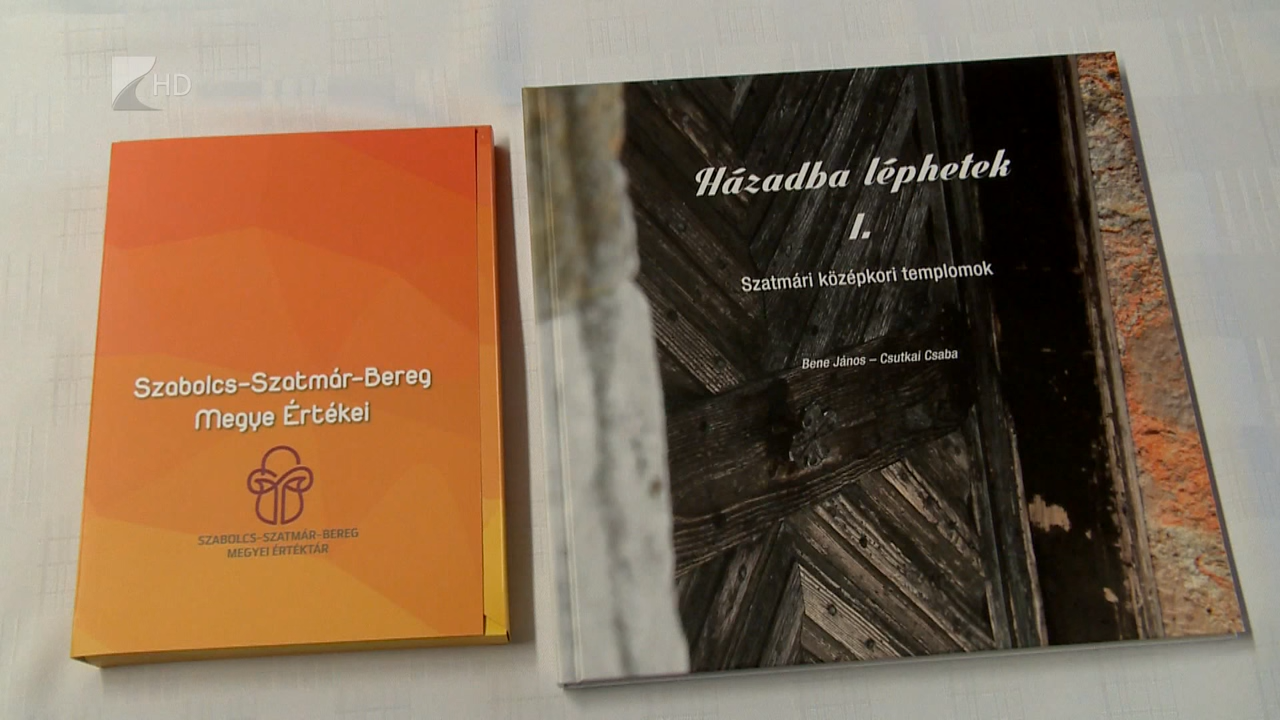 HD
Szabolcs-Szatmár-Bereg
Megye Értékei
SZABOLCS-SZATMÁR-BEREG
MEGYEI ÉRTÉKTÁR
Házadba léphetek
I.
Szatmári középkori templomok
Bene János – Csutkai Csaba